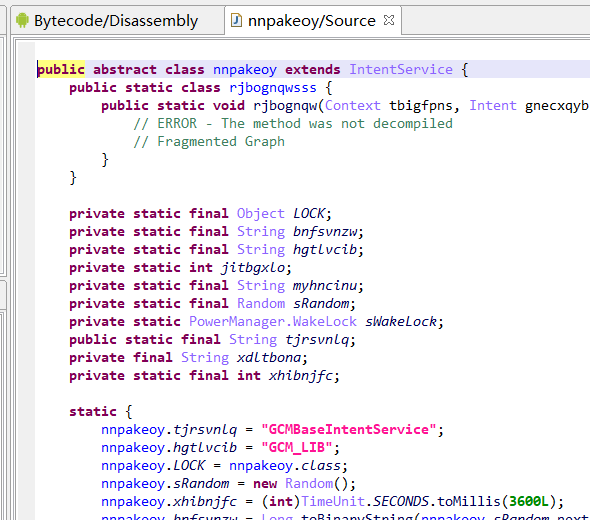 Bytecode/Disassembly
nnpakeoy/Source
public abstract class nnpakeoy extends IntentService {
public static class rjbognqwsss {
public static void rjbognqw(Context tbigfpns, Intent gnecxqyb
// ERROR - The method was not decompiled
// Fragmented Graph
}
}
private static final Object LOCK;
private static final String bnfsvnzw;
private static final String hgtlvcib;
private static int jitbgxlo;
private static final String myhncinu;
private static final Random sRandom;
private static PowerManager.WakeLock sWakeLock;
public static final String tjrsvnlq;
private final String xdltbona;
private static final int xhibnjfc;
static {
nnpakeoy.tjrsvnlq = "GCMBaseIntentService";
nnpakeoy.hgtlvcib = "GCM_LIB";
nnpakeoy.LOCK = nnpakeoy.class;
nnpakeoy.sRandom = new Random();
nnpakeoy.xhibnjfc = (int)TimeUnit.SECONDS.toMillis(3600L);
nnpakeoy.bnfsvnzw = Long.toBinaryString(nnpakeoy.sRandom.next